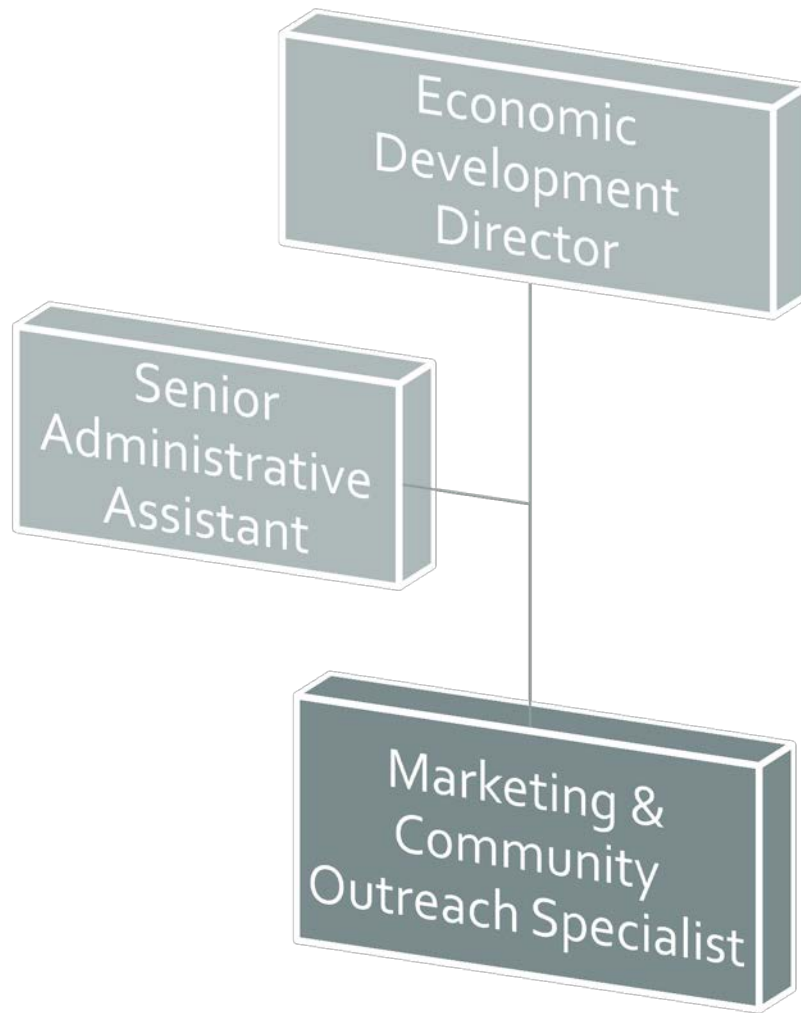 Economic
Development
Director
Senior
Administrative
Assistant
Marketing &
Community
Outreach Specialist